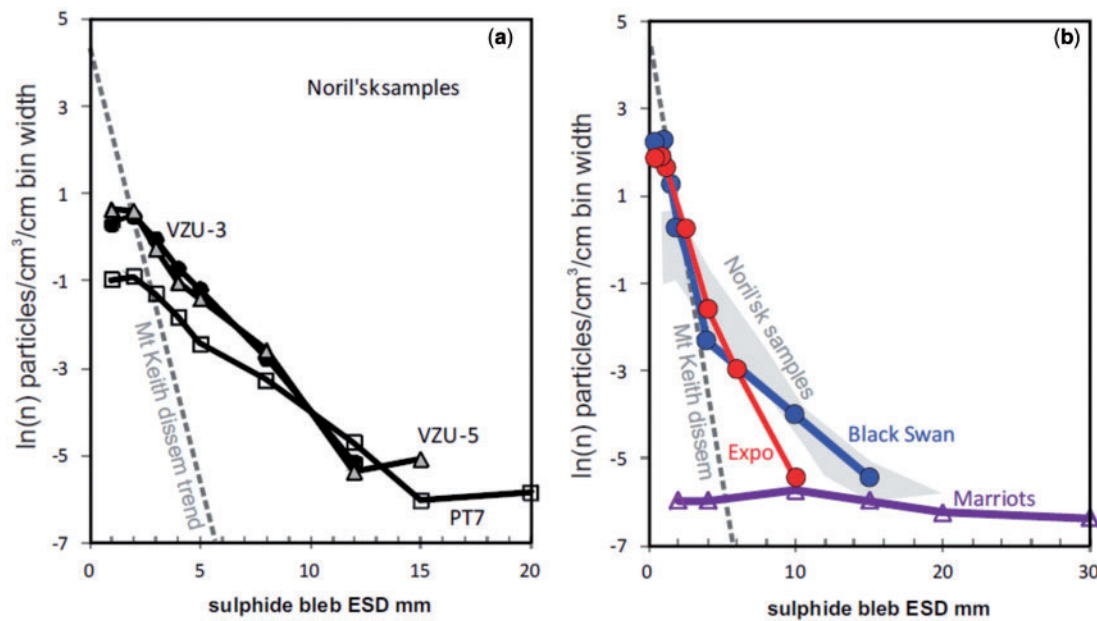 (a)
Noril'sk samples
VZU-3
VZU-5
PT7
Mt Keith dissem trend
ln(n) particles/cm³/cm bin width
5
3
1
-1
-3
-5
-7
0 5 10 15 20
sulphide bleb ESD mm
(b)
Noril'sk samples
Mt Keith dissem
Black Swan
Expo
Marriots
ln(n) particles/cm³/cm bin width
5
3
1
-1
-3
-5
-7
0 10 20 30
sulphide bleb ESD mm